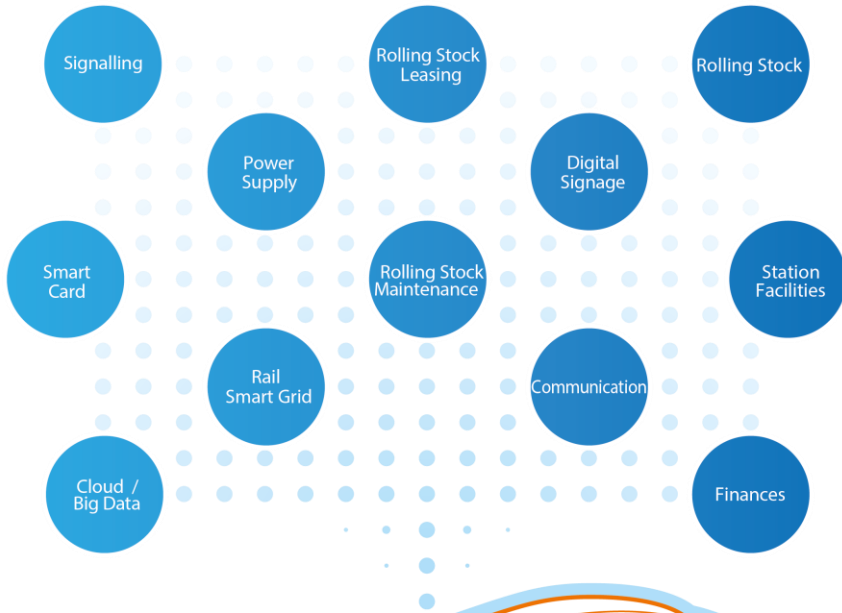 Signalling
Rolling Stock
Leasing
Rolling Stock
Power
Supply
Digital
Signage
Smart
Card
Rolling Stock
Maintenance
Station
Facilities
Rail
Smart Grid
Communication
Cloud /
Big Data
Finances